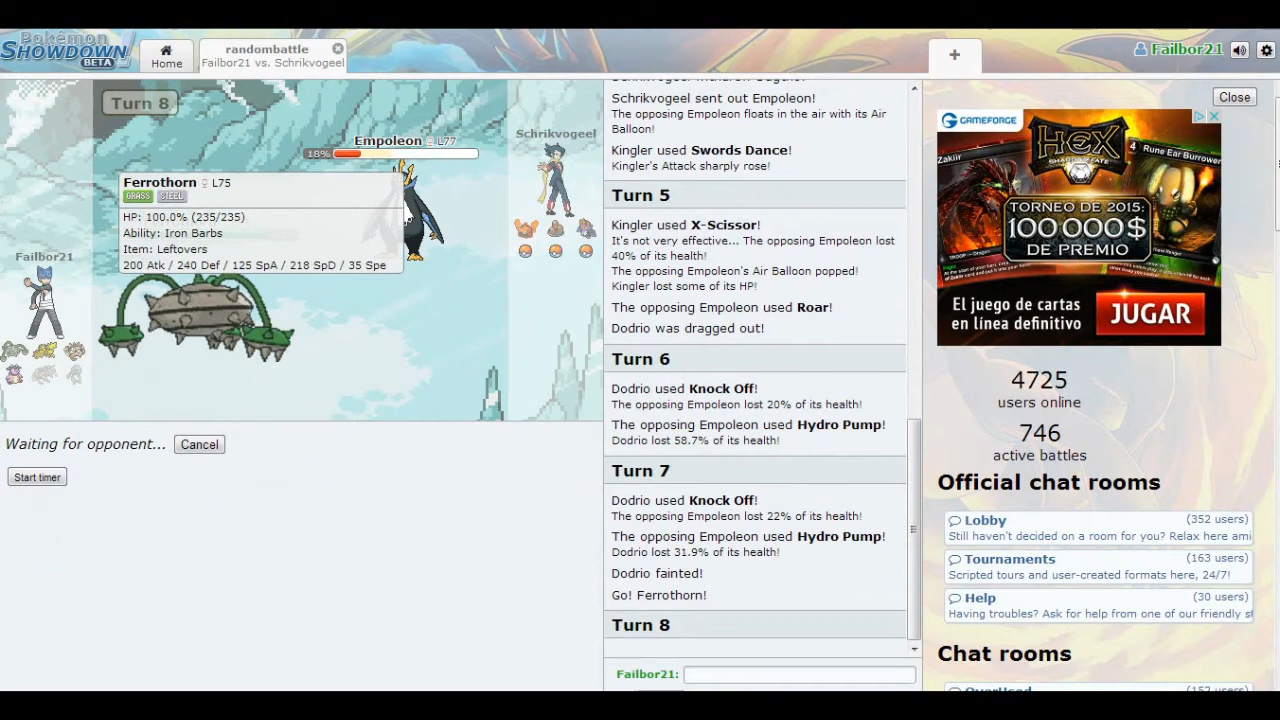 Pokémon
SHOWDOWN
BETA
Home
randombattle
Failbor21 vs. Schrikvogeel
+
Failbor21
Turn 8
Empoleon ♀ L77
18%
Schrikvogeel
Ferrothorn ♀ L75
GRASS STEEL
HP: 100.0% (235/235)
Ability: Iron Barbs
Item: Leftovers
200 Atk / 240 Def / 125 SpA / 218 SpD / 35 Spe
Failbor21
Waiting for opponent... Cancel
Start timer
Schrikvogeel sent out Empoleon!
The opposing Empoleon floats in the air with its Air
Balloon!
Kingler used Swords Dance!
Kingler's Attack sharply rose!
Turn 5
Kingler used X-Scissor!
It's not very effective... The opposing Empoleon lost
40% of its health!
The opposing Empoleon's Air Balloon popped!
Kingler lost some of its HP!
The opposing Empoleon used Roar!
Dodrio was dragged out!
Turn 6
Dodrio used Knock Off!
The opposing Empoleon lost 20% of its health!
The opposing Empoleon used Hydro Pump!
Dodrio lost 58.7% of its health!
Turn 7
Dodrio used Knock Off!
The opposing Empoleon lost 22% of its health!
The opposing Empoleon used Hydro Pump!
Dodrio lost 31.9% of its health!
Dodrio fainted!
Go! Ferrothorn!
Turn 8
Failbor21:
Close
GAMEFORGE
HEX
SHARDS OF FATE
Zakiir
4 Rune Ear Burrower
TORNEO DE 2015:
100 000$
DE PREMIO
El juego de cartas
en línea definitivo
JUGAR
4725
users online
746
active battles
Official chat rooms
Lobby (352 users)
Still haven't decided on a room for you? Relax here ami
Tournaments (163 users)
Scripted tours and user-created formats here, 24/7!
Help (30 users)
Having troubles? Ask for help from one of our friendly st
Chat rooms
OverUsed (152 users)